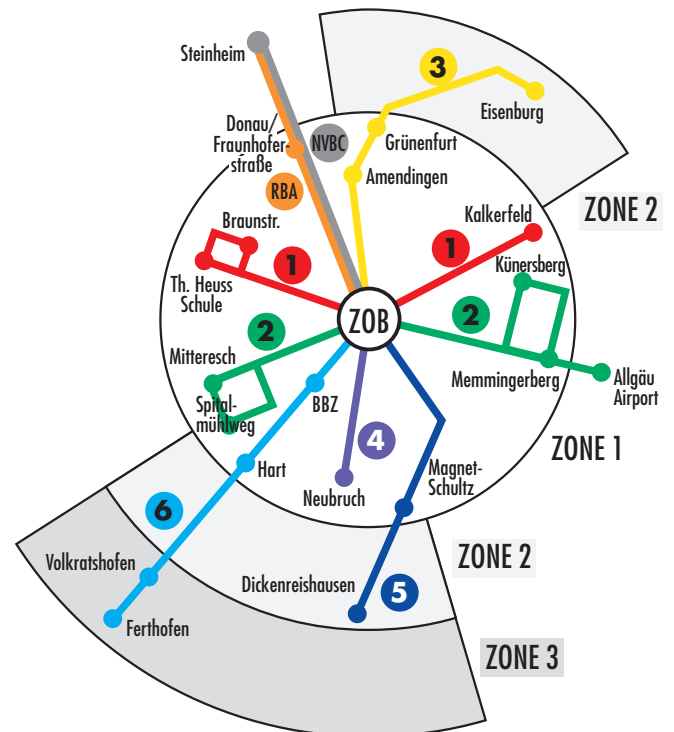 Steinheim
3
Eisenburg
Donau/
Fraunhofer-
straße
NVBC
Grünenfurt
RBA
Amendingen
ZONE 2
Braunstr.
Kalkerfeld
1
1
Künersberg
Th. Heuss
Schule
ZOB
2
2
Mitteresch
Memmingerberg
Allgäu
Airport
Spital-
mühlweg
BBZ
4
ZONE 1
Hart
Magnet-
Schultz
Neubruch
6
Volkratshofen
ZONE 2
Dickenreishausen
5
Ferthofen
ZONE 3